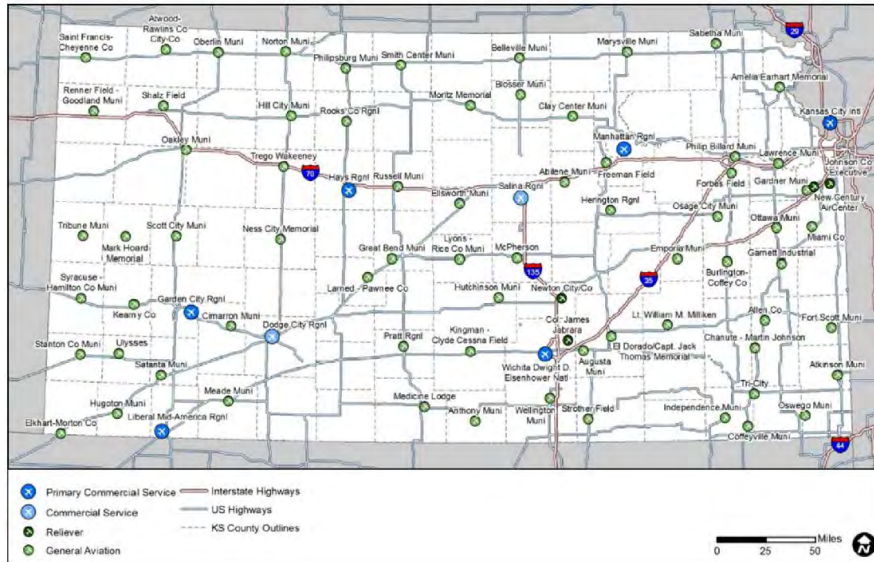 Atwood-
Rawlins Co
City-Co
Saint Francis-
Cheyenne Co
Oberlin Muni
Norton Muni
Philipsburg Muni
Smith Center Muni
Belleville Muni
Marysville Muni
Sabetha Muni
29
Renner Field -
Goodland Muni
Shalz Field
Hill City Muni
Rooks Co Rgnl
Moritz Memorial
Blosser Muni
Clay Center Muni
Amelia Earhart Memorial
Kansas City Intl
Oakley Muni
Trego Wakeeney
70
Hays Rgnl
Russell Muni
Ellsworth Muni
Salina Rgnl
Abilene Muni
Manhattan Rgnl
Freeman Field
Philip Billard Muni
Forbes Field
Lawrence Muni
Johnson Co
Executive
Gardner Muni
New Century
AirCenter
Herington Rgnl
Osage City Muni
Ottawa Muni
Miami Co
Tribune Muni
Mark Hoard-
Memorial
Scott City Muni
Ness City Memorial
Great Bend Muni
Lyons -
Rice Co Muni
McPherson
135
Emporia Muni
35
Burlington-
Coffey Co
Garnett Industrial
Syracuse -
Hamilton Co Muni
Kearny Co
Garden City Rgnl
Cimarron Muni
Dodge City Rgnl
Larned - Pawnee Co
Hutchinson Muni
Newton City/Co
Col. James
Jabara
Lt. William M. Milliken
Allen Co
Fort Scott Muni
Stanton Co Muni
Ulysses
Satanta Muni
Pratt Rgnl
Kingman -
Clyde Cessna Field
Wichita Dwight D.
Eisenhower Natl
Augusta
Muni
El Dorado/Capt. Jack
Thomas Memorial
Chanute - Martin Johnson
Atkinson Muni
Hugoton Muni
Meade Muni
Medicine Lodge
Tri-City
Elkhart-Morton Co
Liberal Mid-America Rgnl
Anthony Muni
Wellington
Muni
Strother Field
Independence Muni
Coffeyville Muni
Oswego Muni
44
Primary Commercial Service
Commercial Service
Reliever
General Aviation
Interstate Highways
US Highways
KS County Outlines
Miles
0 25 50
N